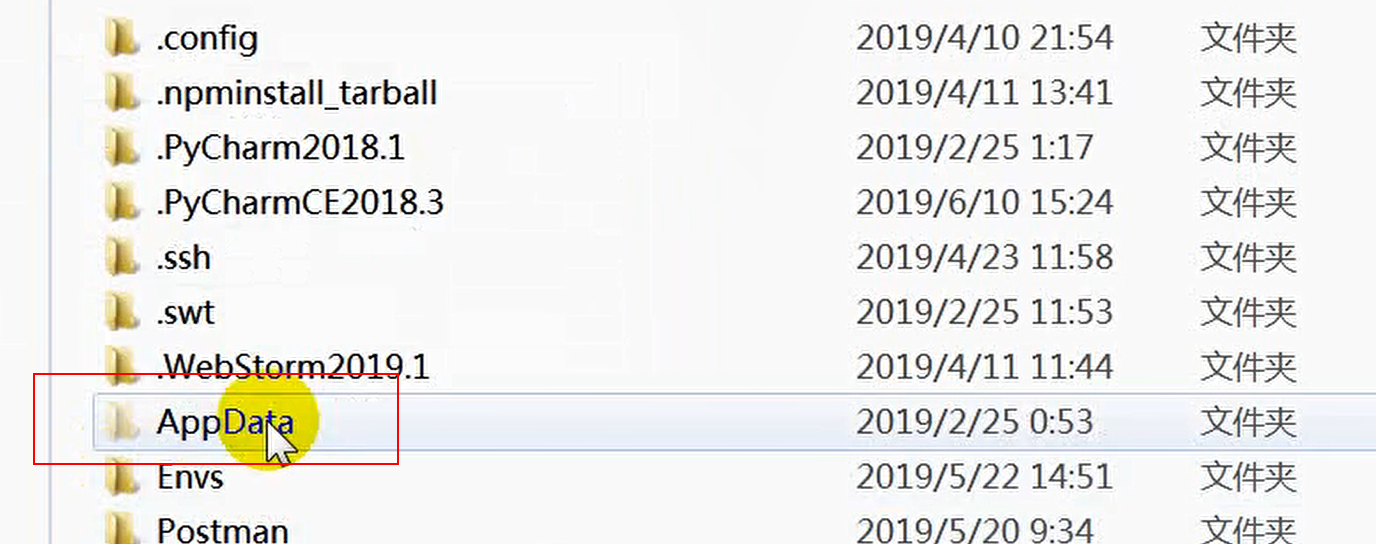 .config 2019/4/10 21:54 文件夹
.npminstall_tarball 2019/4/11 13:41 文件夹
.PyCharm2018.1 2019/2/25 1:17 文件夹
.PyCharmCE2018.3 2019/6/10 15:24 文件夹
.ssh 2019/4/23 11:58 文件夹
.swt 2019/2/25 11:53 文件夹
.WebStorm2019.1 2019/4/11 11:44 文件夹
AppData 2019/2/25 0:53 文件夹
Envs 2019/5/22 14:51 文件夹
Postman 2019/5/20 9:34 文件夹